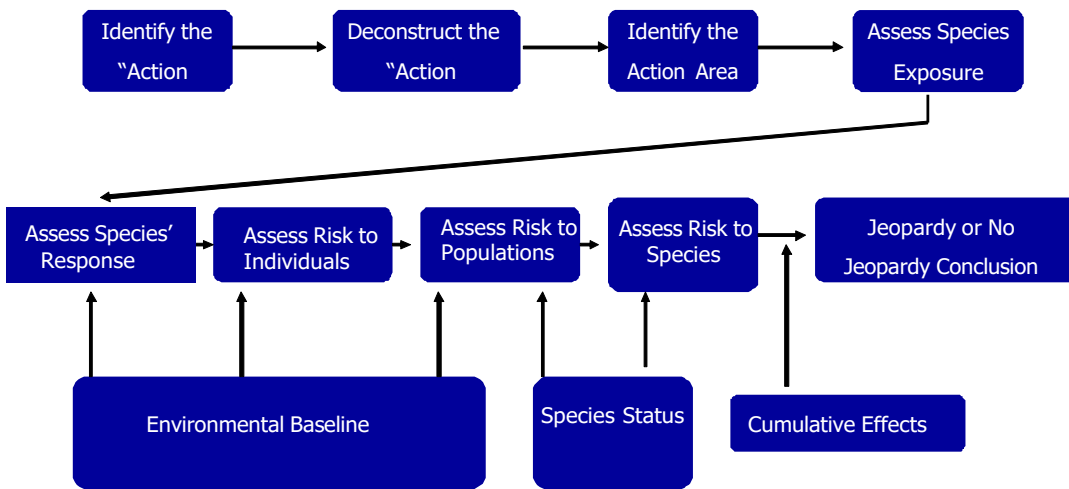 Identify the
“Action
Deconstruct the
“Action
Identify the
Action Area
Assess Species
Exposure
Assess Species’
Response
Assess Risk to
Individuals
Assess Risk to
Populations
Assess Risk to
Species
Jeopardy or No
Jeopardy Conclusion
Environmental Baseline
Species Status
Cumulative Effects